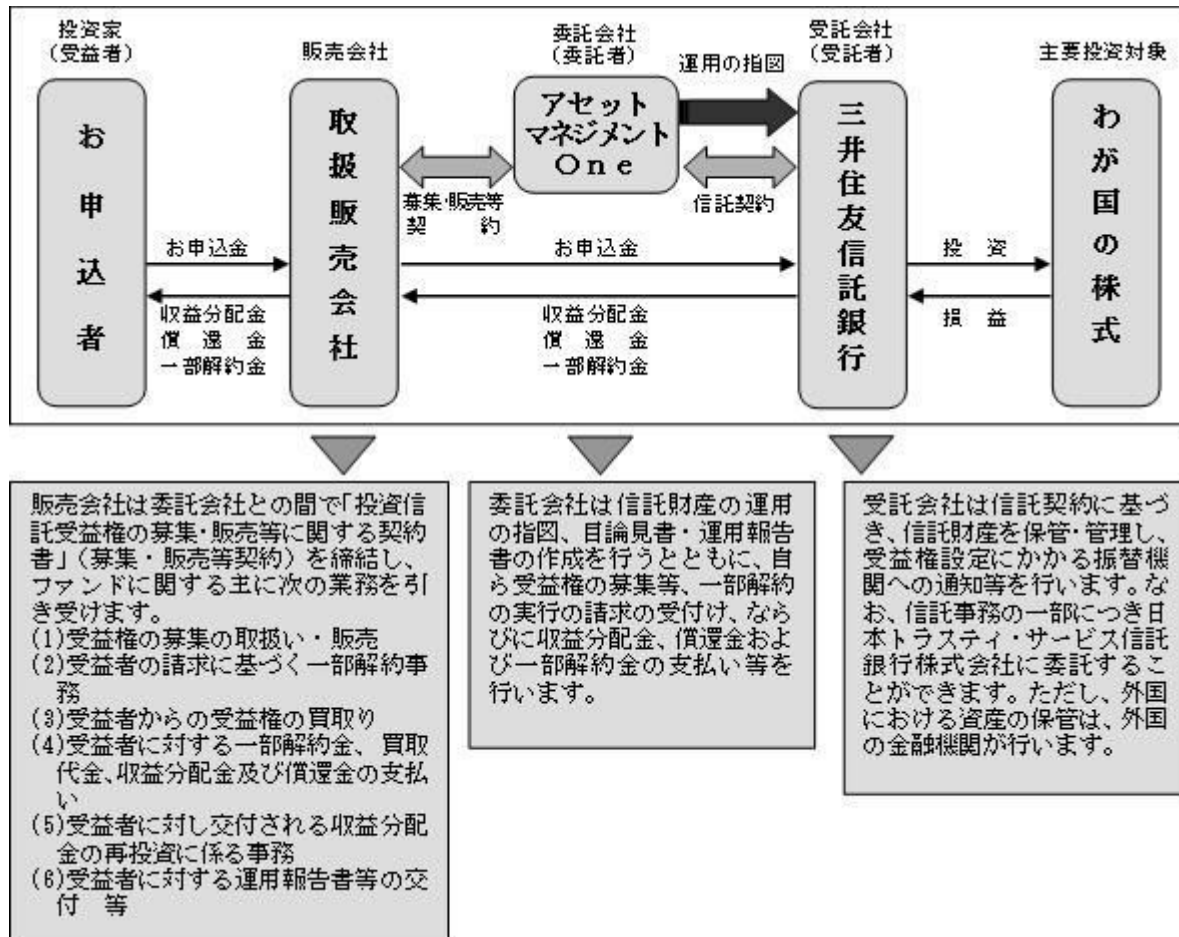 投資家
（受益者）
販売会社
委託会社
（委託者）
運用の指図
受託会社
（受託者）
主要投資対象
お申込者
取扱販売会社
アセット
マネジメント
One
三井住友信託銀行
わが国の株式
募集・販売等
契約
信託契約
お申込金
収益分配金
償還金
一部解約金
お申込金
収益分配金
償還金
一部解約金
投資
損益
販売会社は委託会社との間で「投資信
託受益権の募集・販売等に関する契約
書」（募集・販売等契約）を締結し、
ファンドに関する主に次の業務を引
き受けます。
(1)受益権の募集の取扱い・販売
(2)受益者の請求に基づく一部解約事
務
(3)受益者からの受益権の買取り
(4)受益者に対する一部解約金、買取
代金、収益分配金及び償還金の支払
い
(5)受益者に対し交付される収益分配
金の再投資に係る事務
(6)受益者に対する運用報告書等の交
付 等
委託会社は信託財産の運用
の指図、目論見書・運用報告
書の作成を行うとともに、自
ら受益権の募集等、一部解約
の実行の請求の受付け、なら
びに収益分配金、償還金およ
び一部解約金の支払い等を
行います。
受託会社は信託契約に基づ
き、信託財産を保管・管理し、
受益権設定にかかる振替機
関への通知等を行います。な
お、信託事務の一部につき日
本トラスティ・サービス信託
銀行株式会社に委託するこ
とができます。ただし、外国
における資産の保管は、外国
の金融機関が行います。